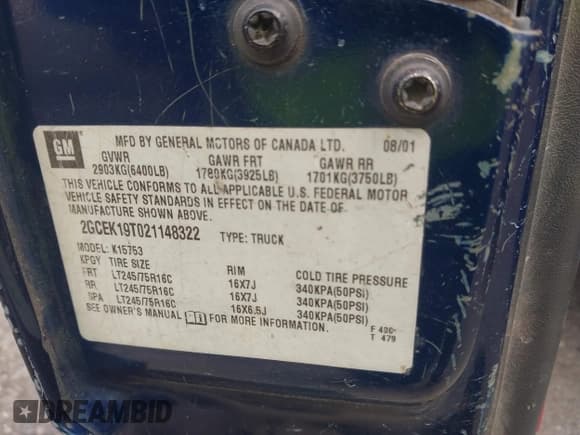 GM
MFD BY GENERAL MOTORS OF CANADA LTD. 08/01
GVWR GAWR FRT GAWR RR
2903KG(6400LB) 1780KG(3925LB) 1701KG(3750LB)
THIS VEHICLE CONFORMS TO ALL APPLICABLE U.S. FEDERAL MOTOR
VEHICLE SAFETY STANDARDS IN EFFECT ON THE DATE OF
MANUFACTURE SHOWN ABOVE.
2GCEK19T021148322 TYPE: TRUCK
MODEL: K15753
KPGY TIRE SIZE RIM COLD TIRE PRESSURE
FRT LT245/75R16C 16X7J 340KPA(50PSI)
RR LT245/75R16C 16X7J 340KPA(50PSI)
SPA LT245/75R16C 16X6.5J 340KPA(50PSI)
SEE OWNER'S MANUAL FOR MORE INFORMATION.
F 406
T 479
DREAMBID